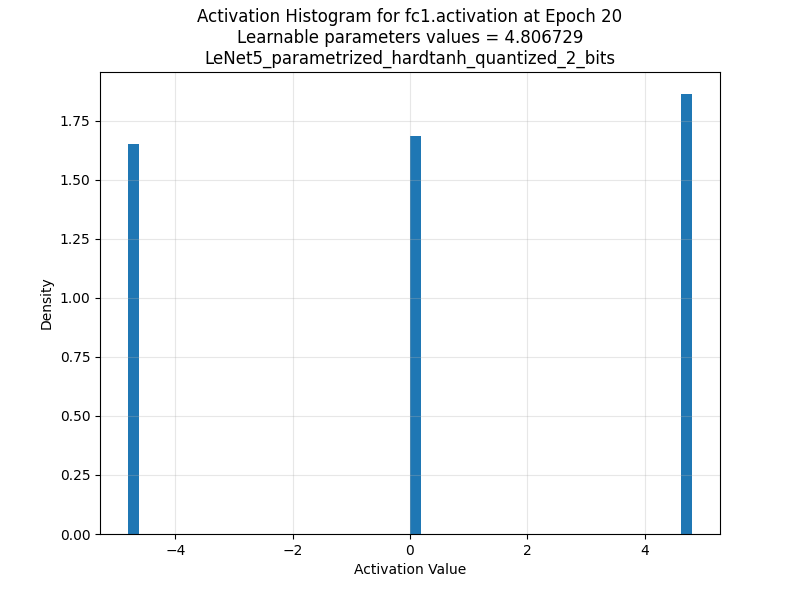 Activation Histogram for fc1.activation at Epoch 20
Learnable parameters values = 4.806729
LeNet5_parametrized_hardtanh_quantized_2_bits
1.75
1.50
1.25
1.00
0.75
0.50
0.25
0.00
Density
−4 −2 0 2 4
Activation Value